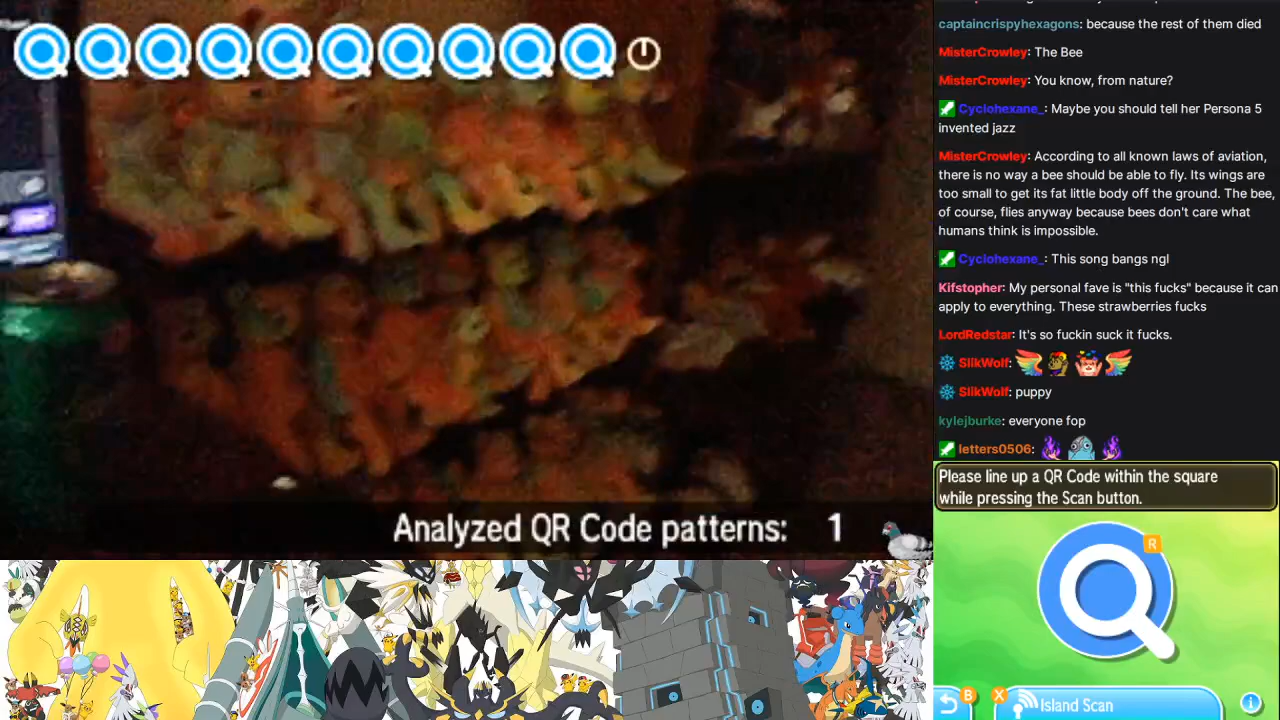 captaincrispyhexagons: because the rest of them died
MisterCrowley: The Bee
MisterCrowley: You know, from nature?
Cyclohexane_: Maybe you should tell her Persona 5
invented jazz
MisterCrowley: According to all known laws of aviation,
there is no way a bee should be able to fly. Its wings are
too small to get its fat little body off the ground. The bee,
of course, flies anyway because bees don't care what
humans think is impossible.
Cyclohexane_: This song bangs ngl
Kifstopher: My personal fave is "this fucks" because it can
apply to everything. These strawberries fucks
LordRedstar: It's so fuckin suck it fucks.
SlikWolf:
SlikWolf: puppy
kylejburke: everyone fop
letters0506:
Please line up a QR Code within the square
while pressing the Scan button.
R
Analyzed QR Code patterns: 1
B
X
Island Scan
i